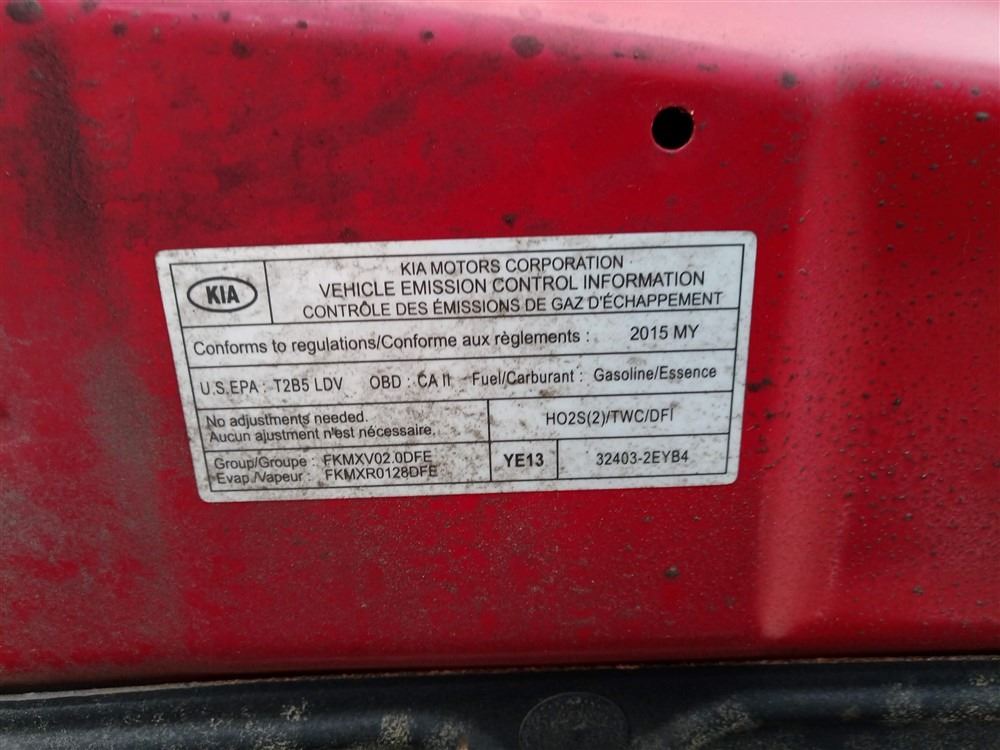 KIA
KIA MOTORS CORPORATION
VEHICLE EMISSION CONTROL INFORMATION
CONTRÔLE DES ÉMISSIONS DE GAZ D'ÉCHAPPEMENT
Conforms to regulations/Conforme aux règlements : 2015 MY
U.S.EPA : T2B5 LDV OBD : CA II Fuel/Carburant : Gasoline/Essence
No adjustments needed.
Aucun ajustment n'est nécessaire.
HO2S(2)/TWC/DFI
Group/Groupe : FKMXV02.0DFE
Evap./Vapeur : FKMXR0128DFE
YE13
32403-2EYB4